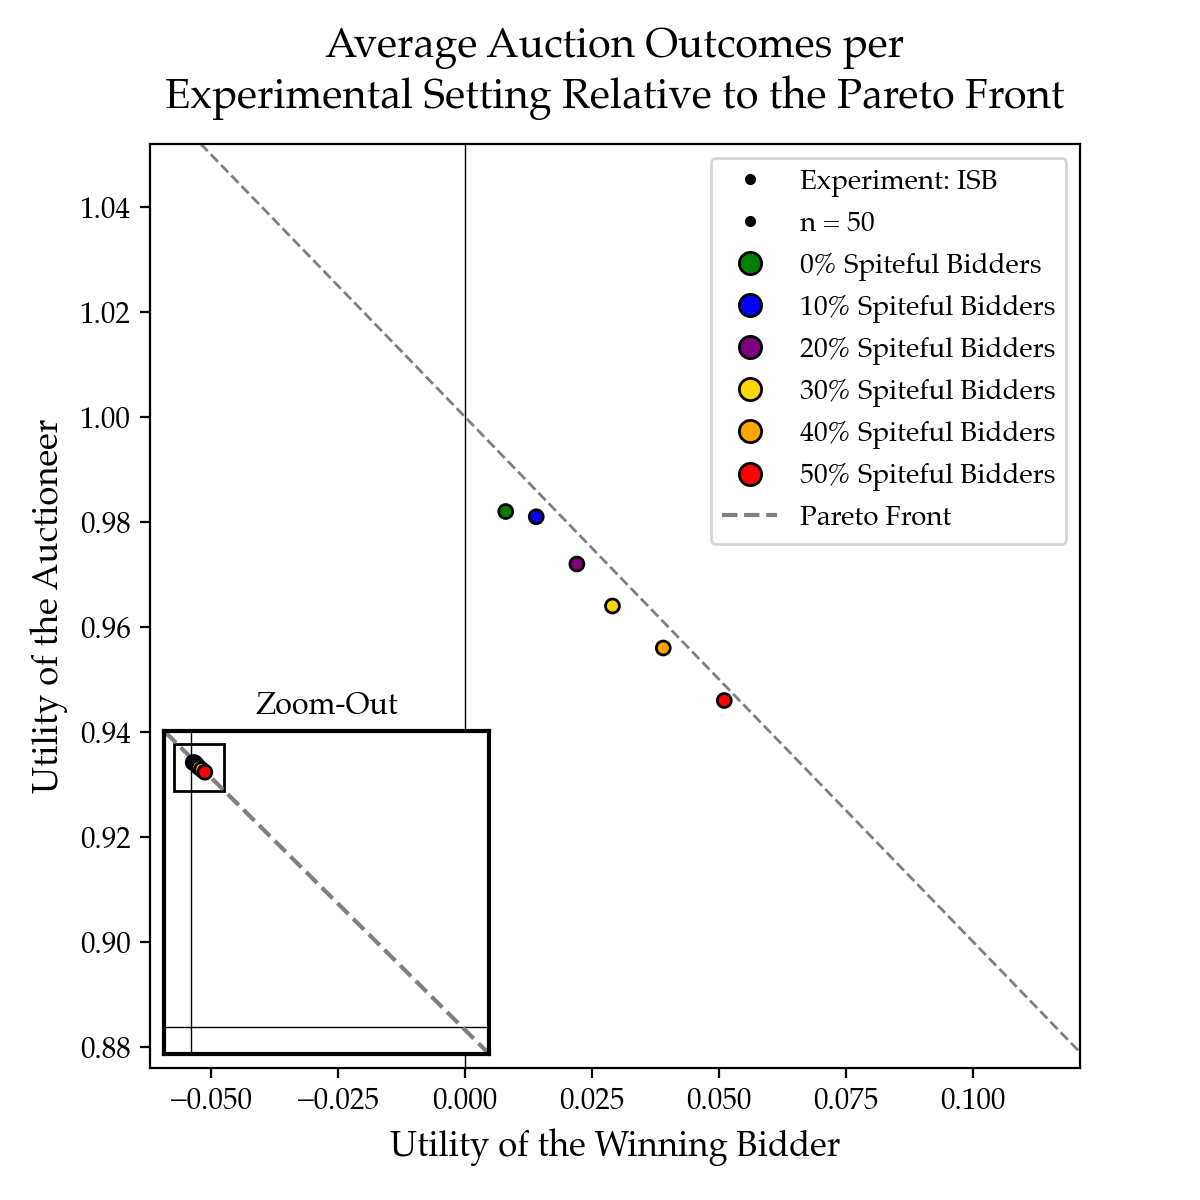 Average Auction Outcomes per
Experimental Setting Relative to the Pareto Front
Utility of the Auctioneer
1.04
1.02
1.00
0.98
0.96
0.94
0.92
0.90
0.88
Experiment: ISB
n = 50
0% Spiteful Bidders
10% Spiteful Bidders
20% Spiteful Bidders
30% Spiteful Bidders
40% Spiteful Bidders
50% Spiteful Bidders
Pareto Front
Zoom-Out
−0.050 −0.025 0.000 0.025 0.050 0.075 0.100
Utility of the Winning Bidder